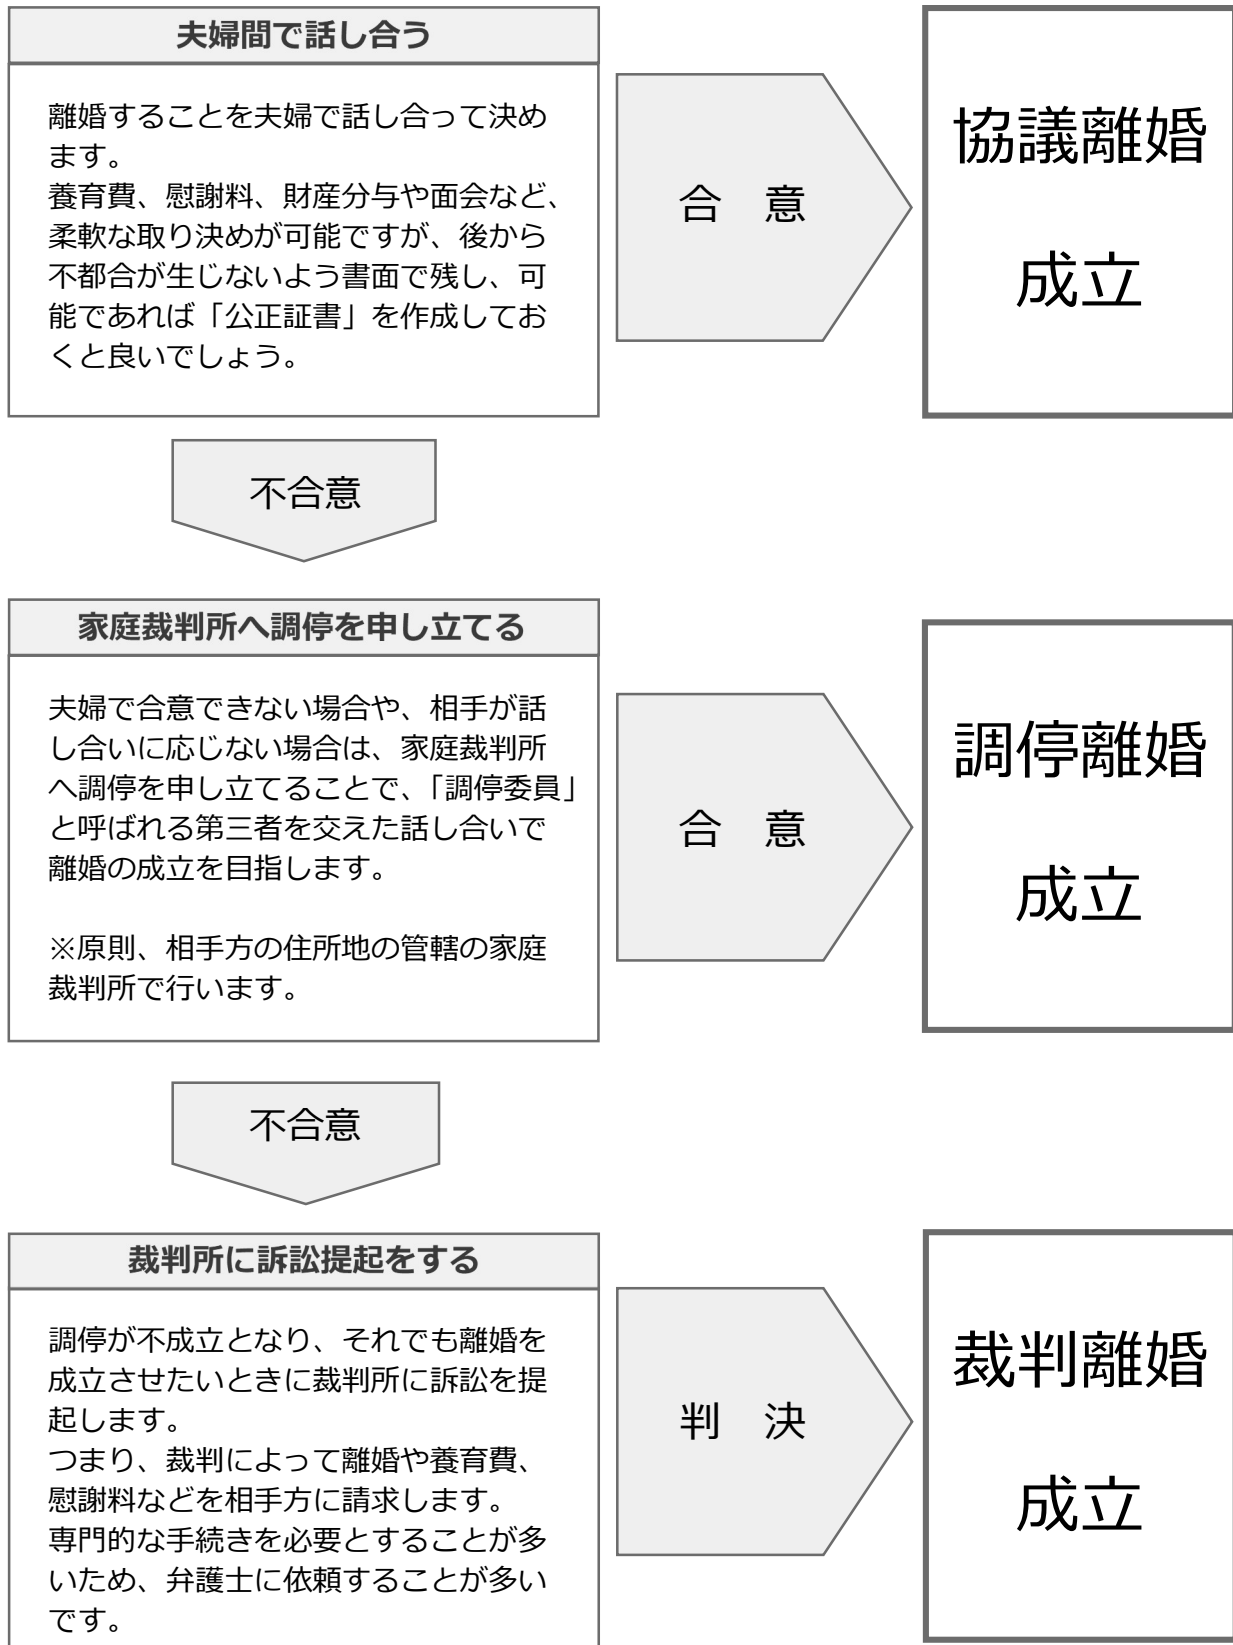 夫婦間で話し合う
離婚することを夫婦で話し合って決め
ます。
養育費、慰謝料、財産分与や面会など、
柔軟な取り決めが可能ですが、後から
不都合が生じないよう書面で残し、可
能であれば「公正証書」を作成してお
くと良いでしょう。
合　意
協議離婚
成立
不合意
家庭裁判所へ調停を申し立てる
夫婦で合意できない場合や、相手が話
し合いに応じない場合は、家庭裁判所
へ調停を申し立てることで、「調停委員」
と呼ばれる第三者を交えた話し合いで
離婚の成立を目指します。
※原則、相手方の住所地の管轄の家庭
裁判所で行います。
合　意
調停離婚
成立
不合意
裁判所に訴訟提起をする
調停が不成立となり、それでも離婚を
成立させたいときに裁判所に訴訟を提
起します。
つまり、裁判によって離婚や養育費、
慰謝料などを相手方に請求します。
専門的な手続きを必要とすることが多
いため、弁護士に依頼することが多い
です。
判　決
裁判離婚
成立